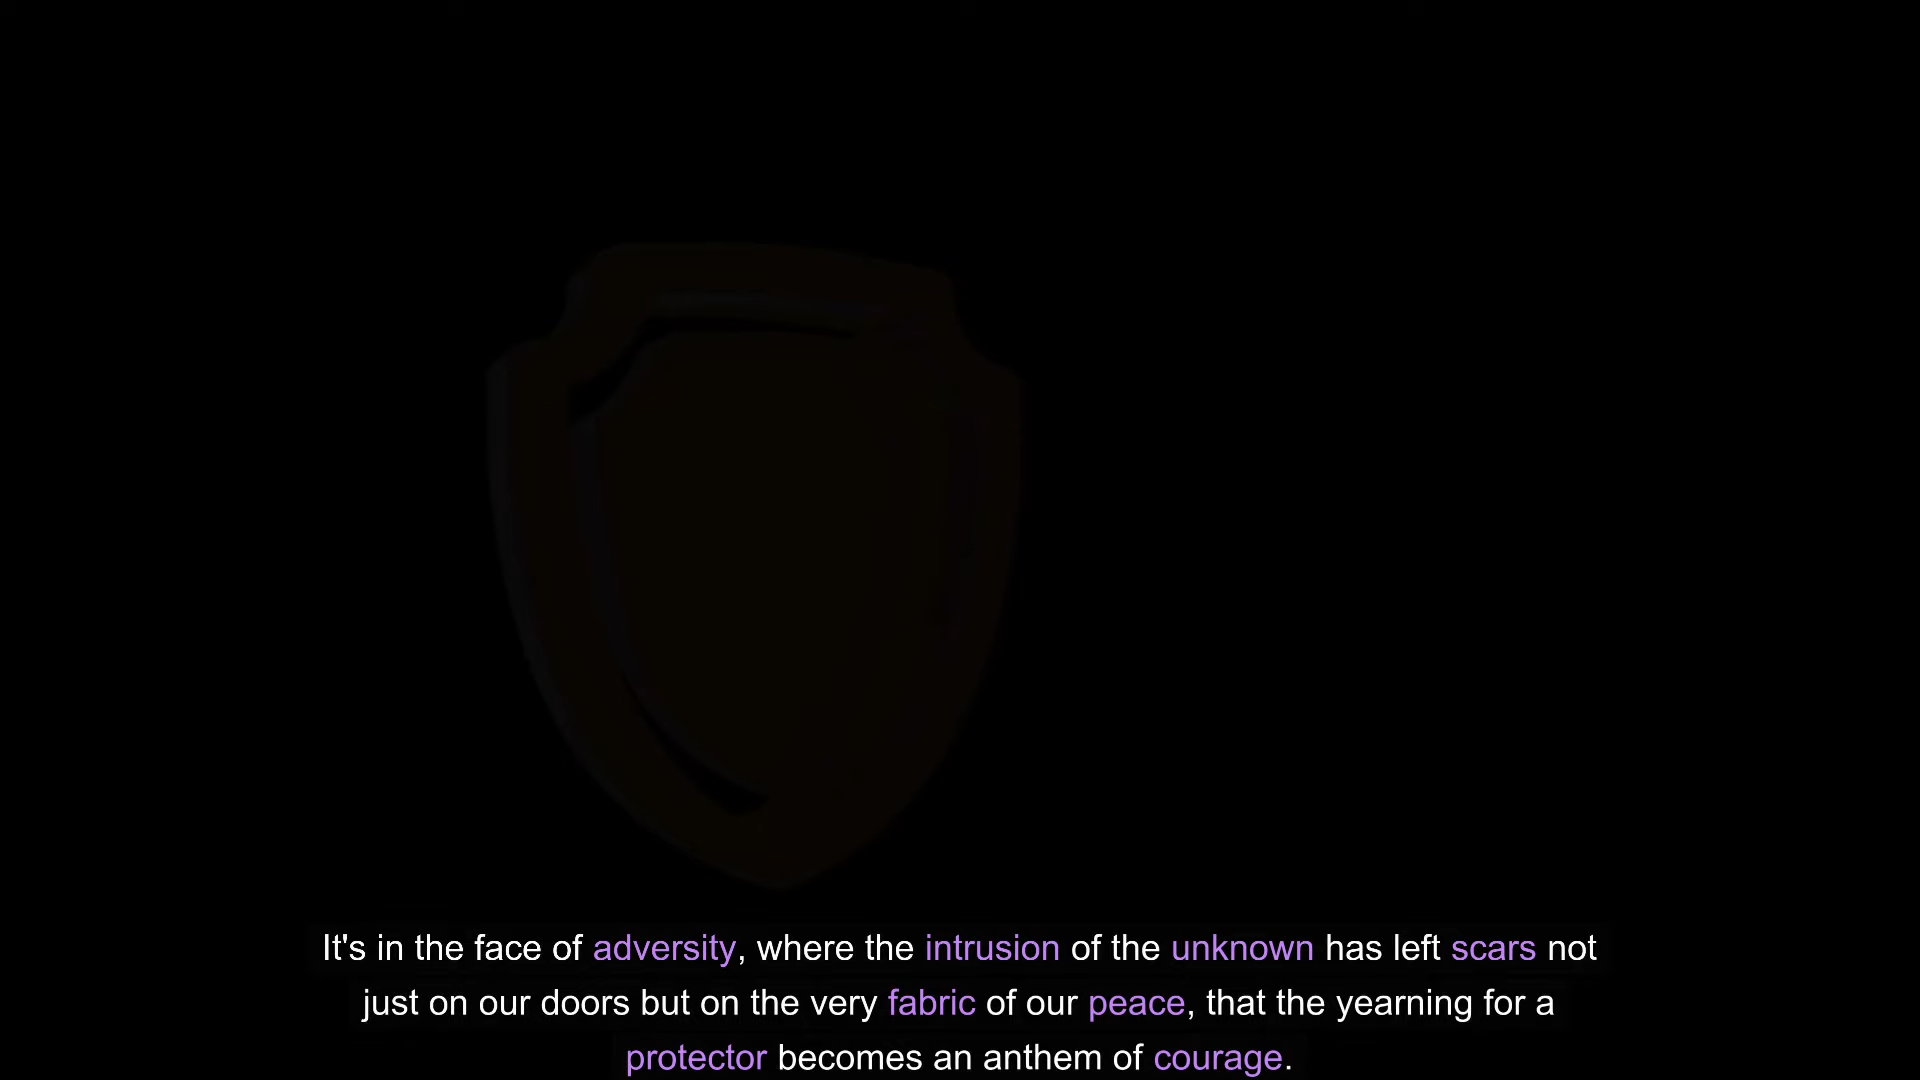 It's in the face of adversity, where the intrusion of the unknown has left scars not
just on our doors but on the very fabric of our peace, that the yearning for a
protector becomes an anthem of courage.